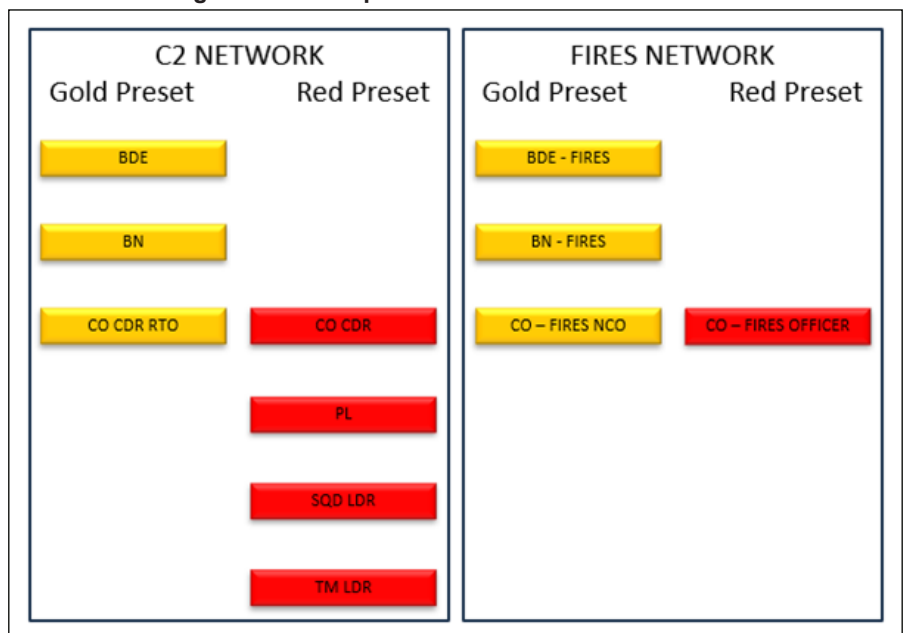 C2 NETWORK
Gold Preset Red Preset
BDE
BN
CO CDR RTO CO CDR
PL
SQD LDR
TM LDR
FIRES NETWORK
Gold Preset Red Preset
BDE - FIRES
BN - FIRES
CO – FIRES NCO CO – FIRES OFFICER